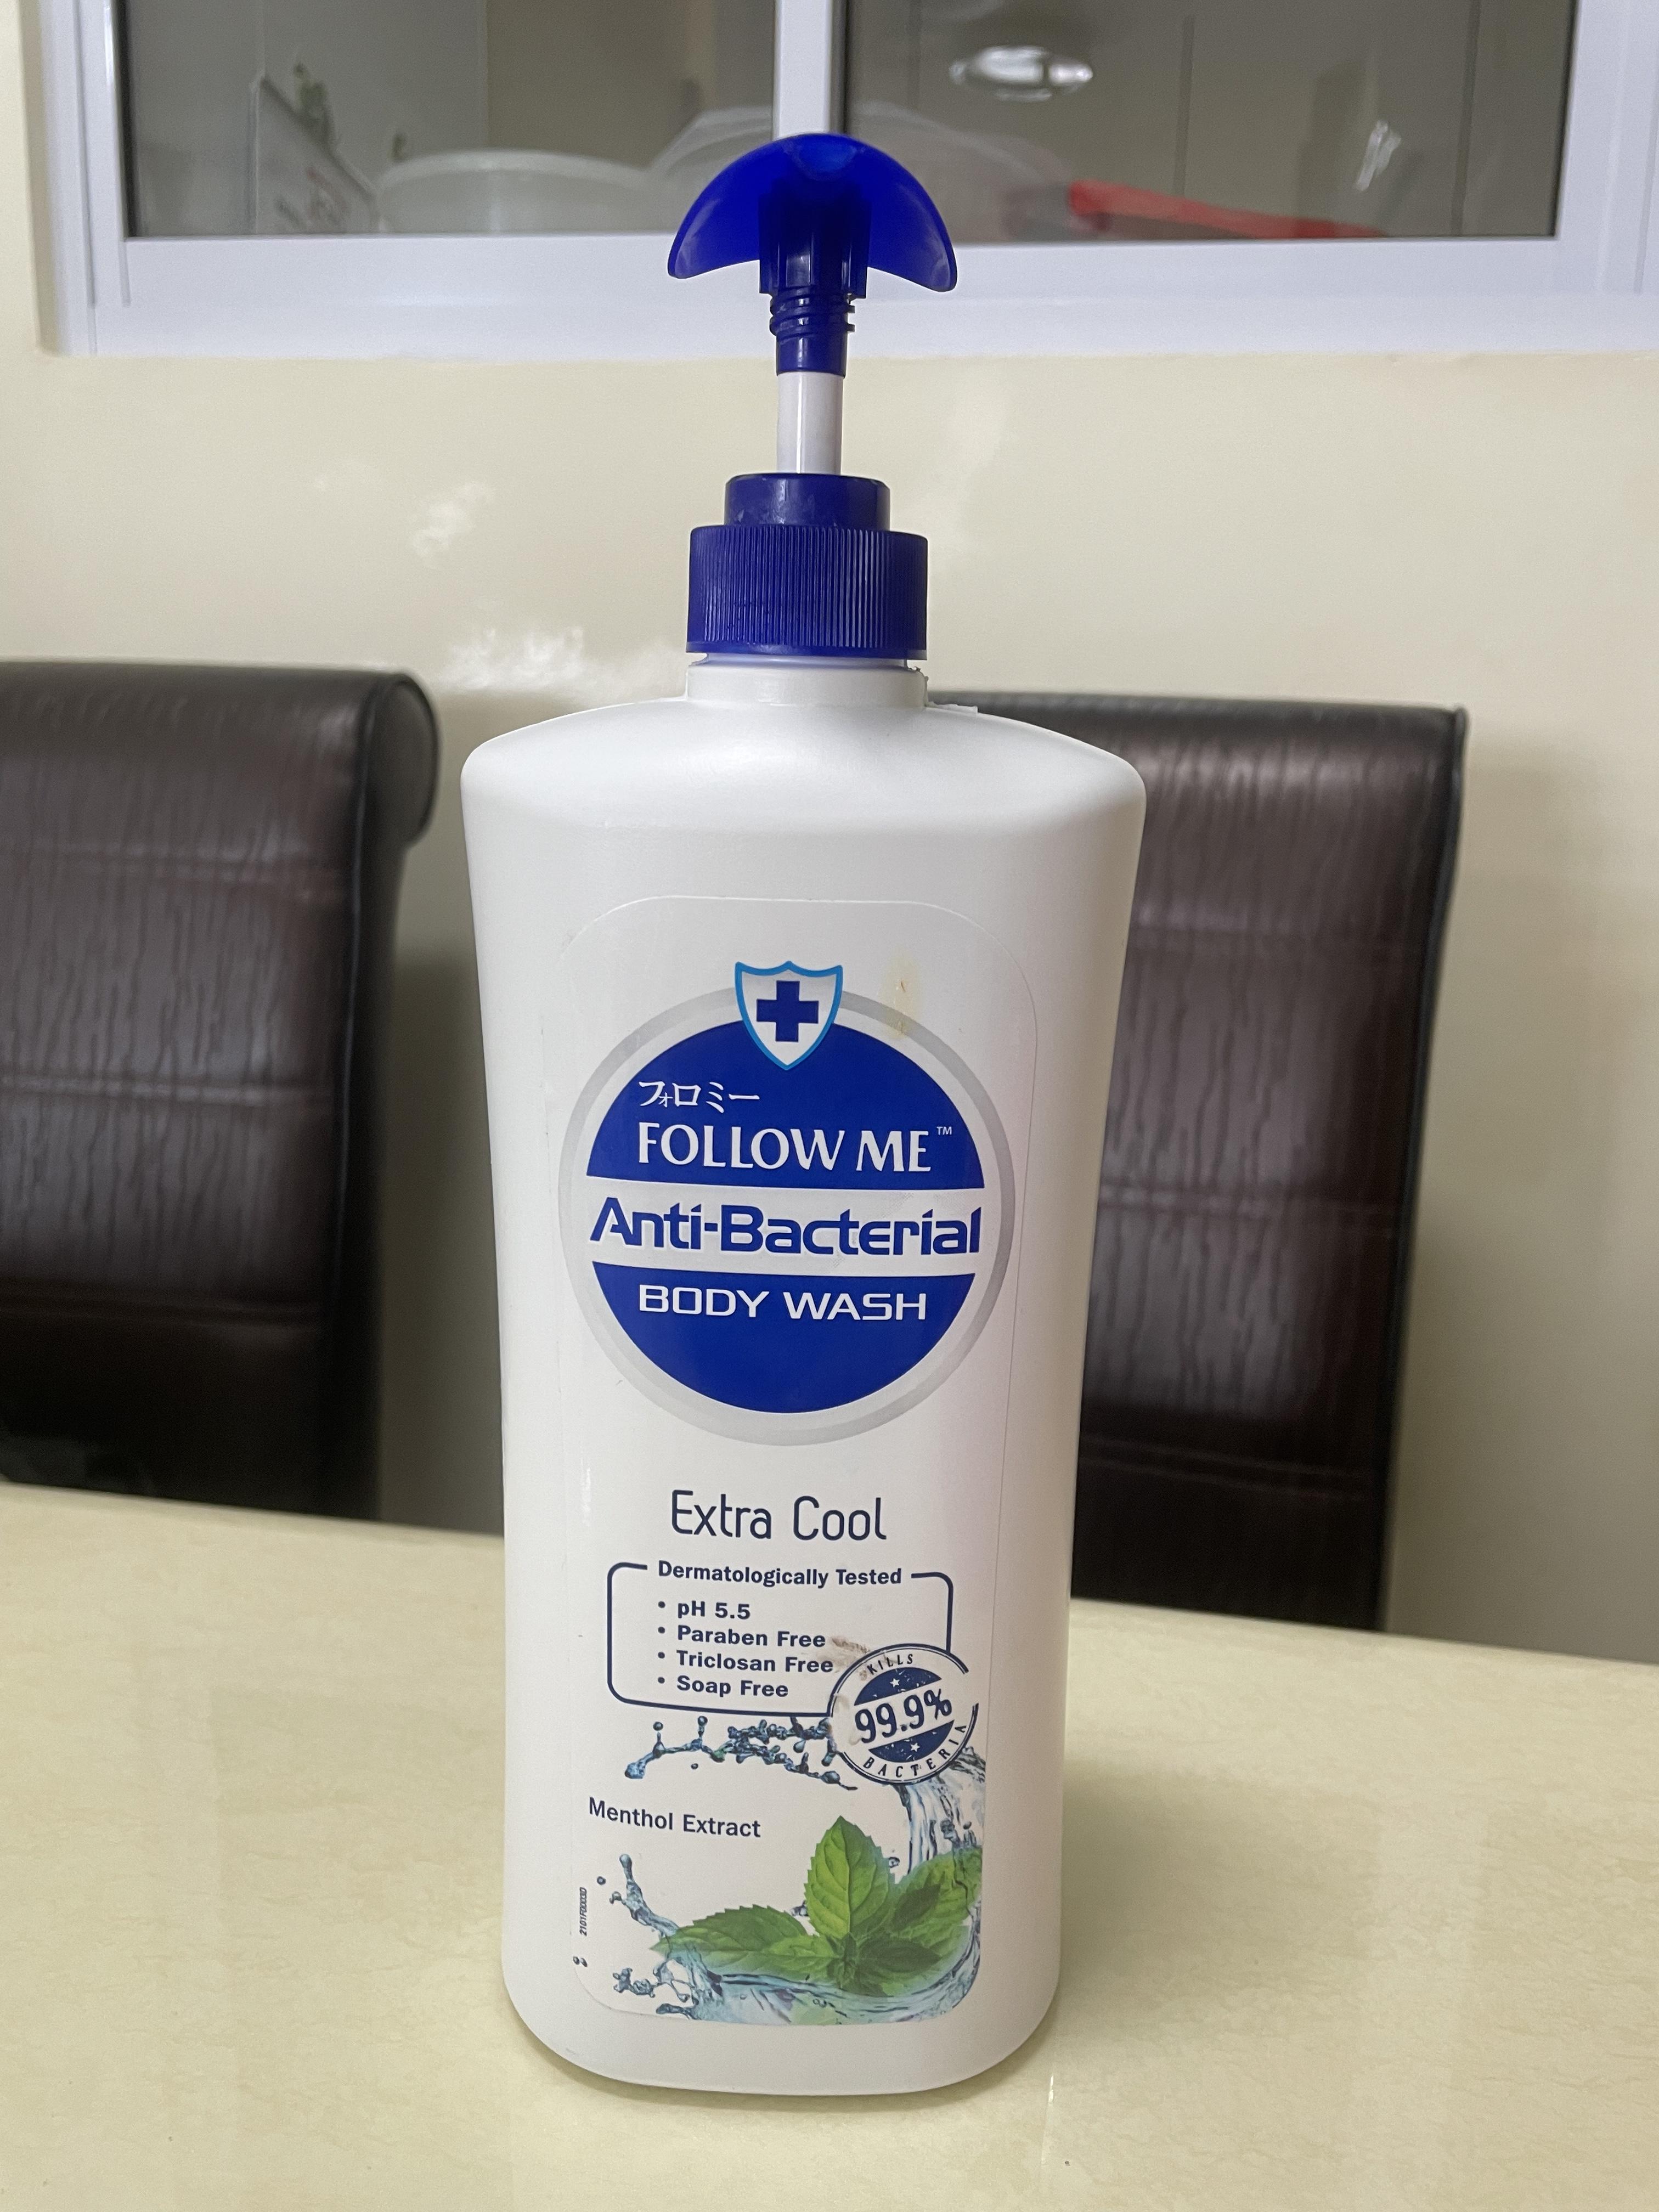 フォロミー
FOLLOW ME™
Anti-Bacterial
BODY WASH
Extra Cool
Dermatologically Tested
• pH 5.5
• Paraben Free
• Triclosan Free
• Soap Free
KILLS
99.9%
BACTERIA
Menthol Extract